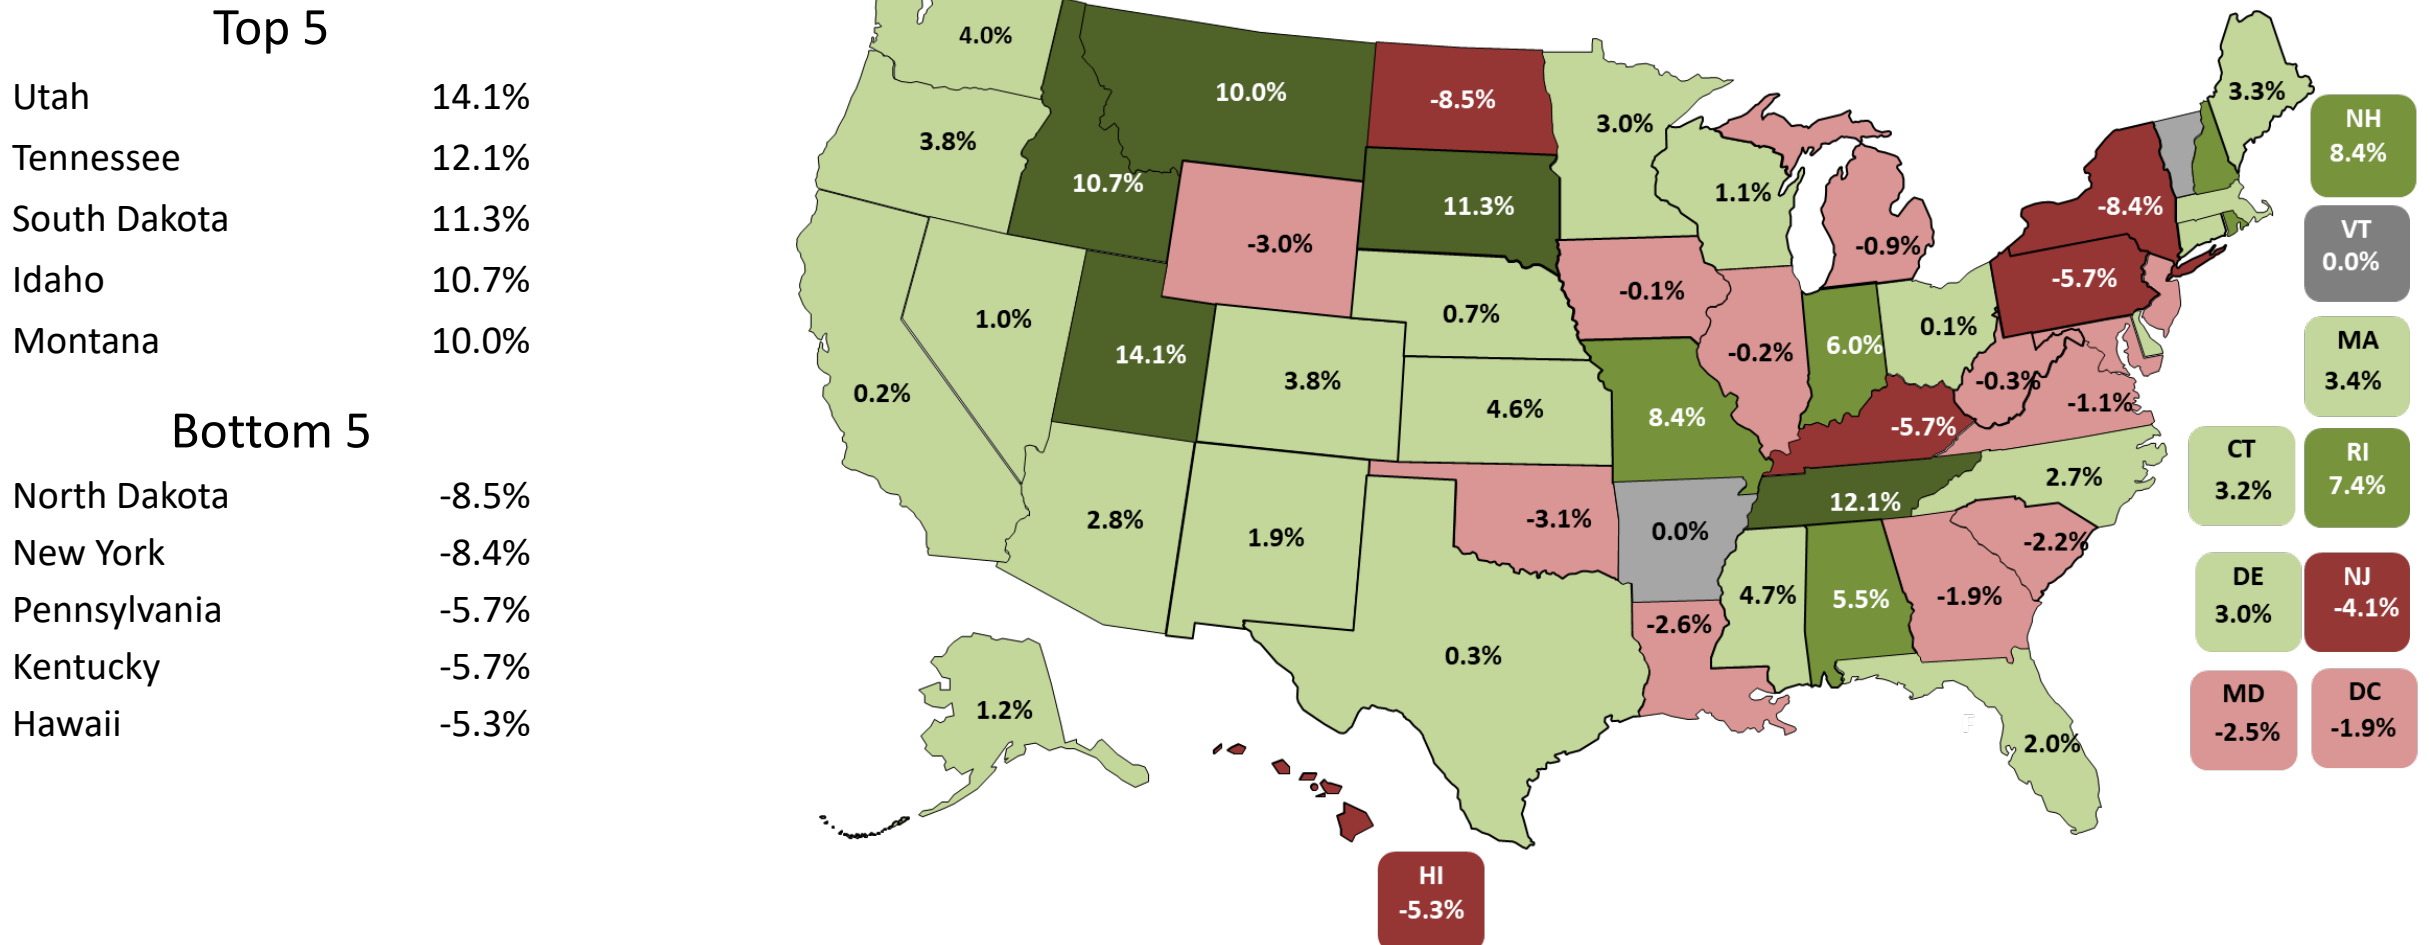 Top 5
Utah 14.1%
Tennessee 12.1%
South Dakota 11.3%
Idaho 10.7%
Montana 10.0%
Bottom 5
North Dakota -8.5%
New York -8.4%
Pennsylvania -5.7%
Kentucky -5.7%
Hawaii -5.3%
4.0%
10.0%
-8.5%
3.0%
3.3%
3.8%
10.7%
-3.0%
11.3%
1.1%
-0.9%
-8.4%
-5.7%
1.0%
14.1%
0.7%
-0.1%
-0.2%
6.0%
0.1%
-0.3%
-1.1%
0.2%
3.8%
4.6%
8.4%
-5.7%
2.7%
12.1%
2.8%
1.9%
-3.1%
0.0%
-2.2%
4.7%
5.5%
-1.9%
-2.6%
0.3%
2.0%
1.2%
NH
8.4%
VT
0.0%
MA
3.4%
CT
3.2%
RI
7.4%
DE
3.0%
NJ
-4.1%
MD
-2.5%
DC
-1.9%
HI
-5.3%
F